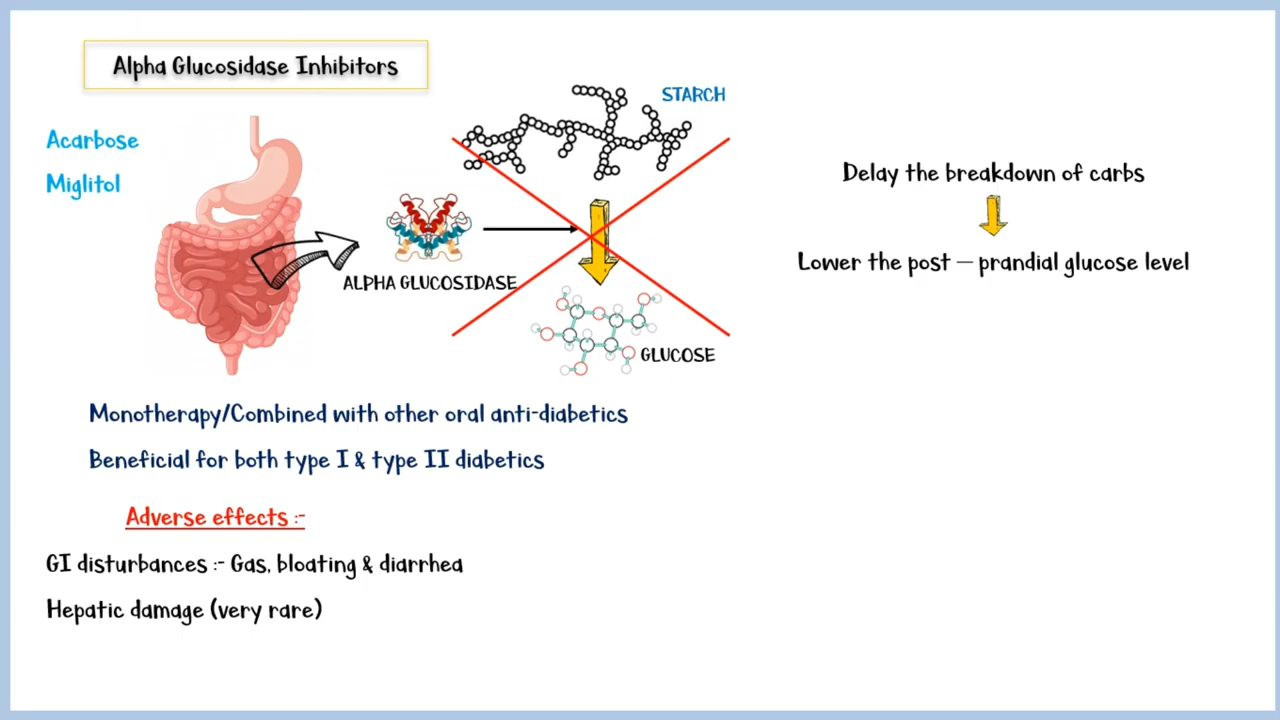 Alpha Glucosidase Inhibitors
Acarbose
Miglitol
STARCH
ALPHA GLUCOSIDASE
GLUCOSE
Delay the breakdown of carbs
Lower the post – prandial glucose level
Monotherapy/Combined with other oral anti-diabetics
Beneficial for both type I & type II diabetics
Adverse effects :-
GI disturbances :- Gas, bloating & diarrhea
Hepatic damage (very rare)